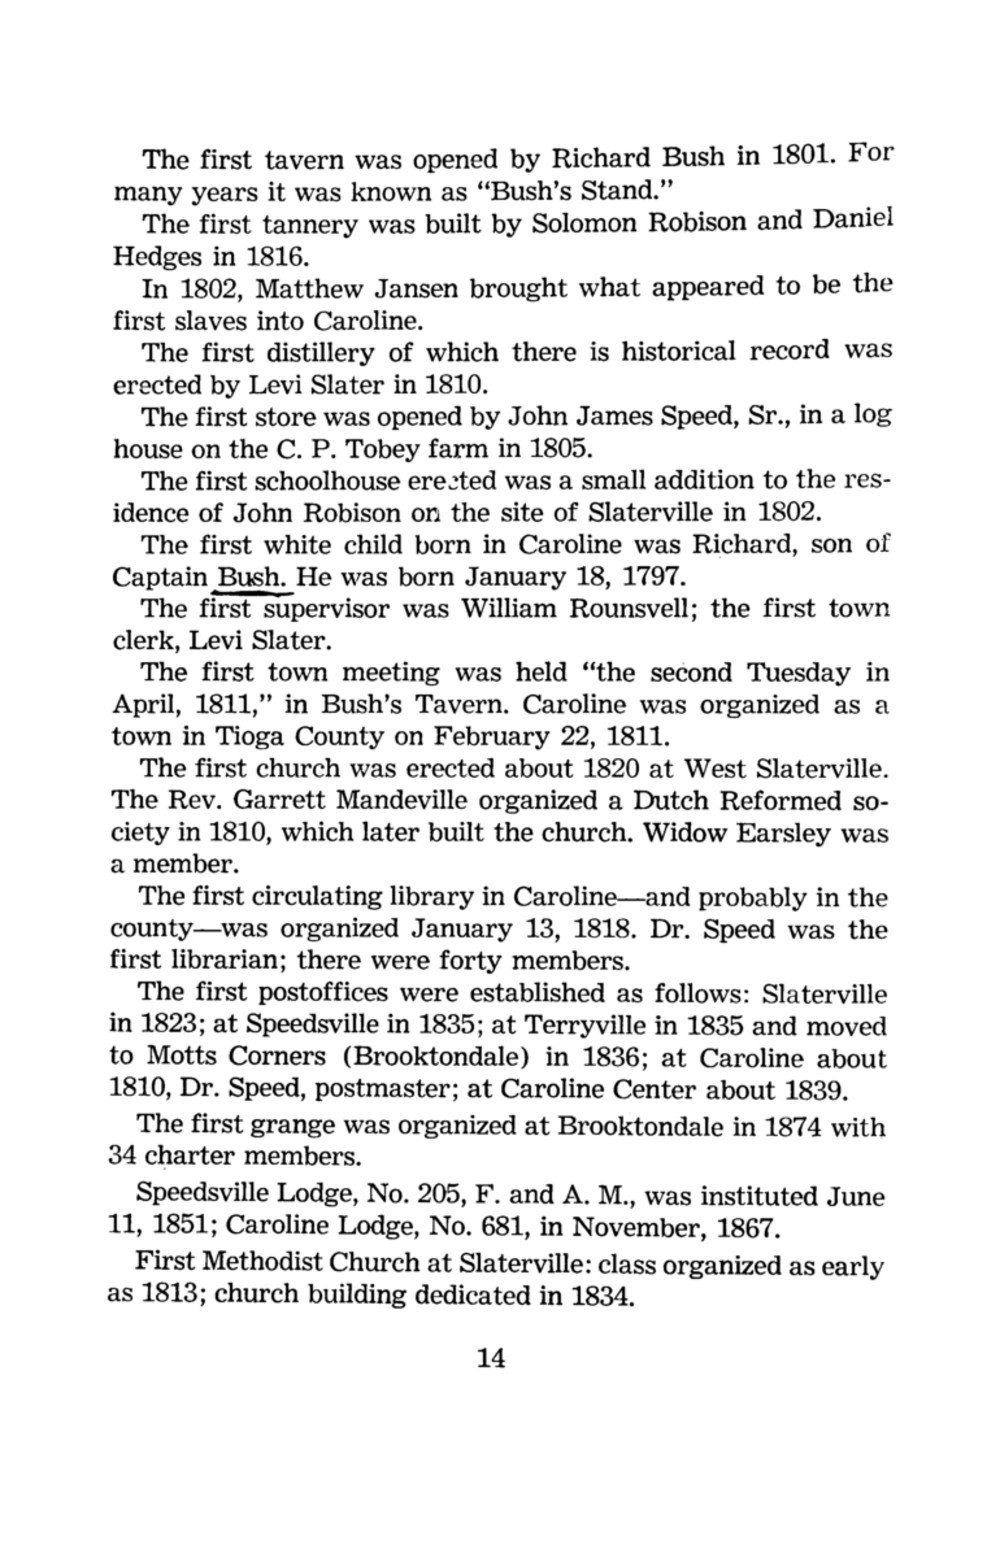 The first tavern was opened by Richard Bush in 1801. For
many years it was known as “Bush’s Stand.”
The first tannery was built by Solomon Robison and Daniel
Hedges in 1816.
In 1802, Matthew Jansen brought what appeared to be the
first slaves into Caroline.
The first distillery of which there is historical record was
erected by Levi Slater in 1810.
The first store was opened by John James Speed, Sr., in a log
house on the C. P. Tobey farm in 1805.
The first schoolhouse erected was a small addition to the res-
idence of John Robison on the site of Slaterville in 1802.
The first white child born in Caroline was Richard, son of
Captain Bush. He was born January 18, 1797.
The first supervisor was William Rounsvell; the first town
clerk, Levi Slater.
The first town meeting was held “the second Tuesday in
April, 1811,” in Bush’s Tavern. Caroline was organized as a
town in Tioga County on February 22, 1811.
The first church was erected about 1820 at West Slaterville.
The Rev. Garrett Mandeville organized a Dutch Reformed so-
ciety in 1810, which later built the church. Widow Earsley was
a member.
The first circulating library in Caroline—and probably in the
county—was organized January 13, 1818. Dr. Speed was the
first librarian; there were forty members.
The first postoffices were established as follows: Slaterville
in 1823; at Speedsville in 1835; at Terryville in 1835 and moved
to Motts Corners (Brooktondale) in 1836; at Caroline about
1810, Dr. Speed, postmaster; at Caroline Center about 1839.
The first grange was organized at Brooktondale in 1874 with
34 charter members.
Speedsville Lodge, No. 205, F. and A. M., was instituted June
11, 1851; Caroline Lodge, No. 681, in November, 1867.
First Methodist Church at Slaterville: class organized as early
as 1813; church building dedicated in 1834.
14